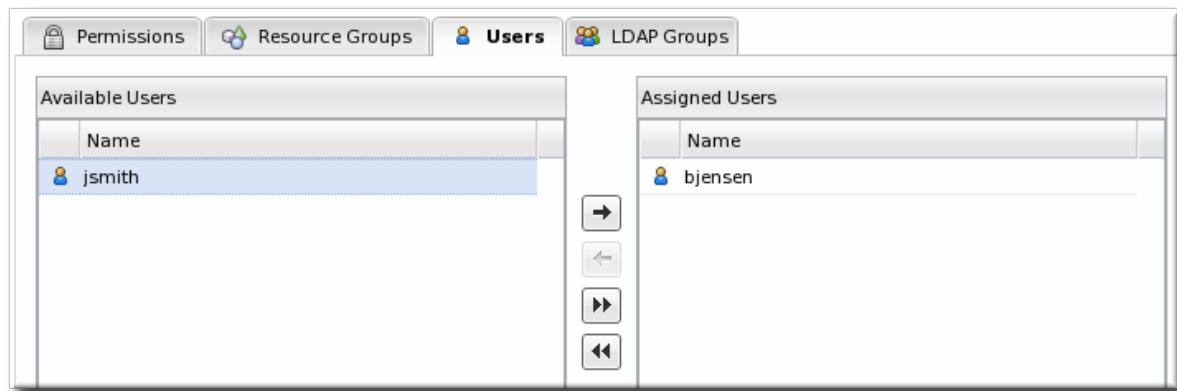 Permissions Resource Groups Users LDAP Groups
Available Users
Name
jsmith
Assigned Users
Name
bjensen